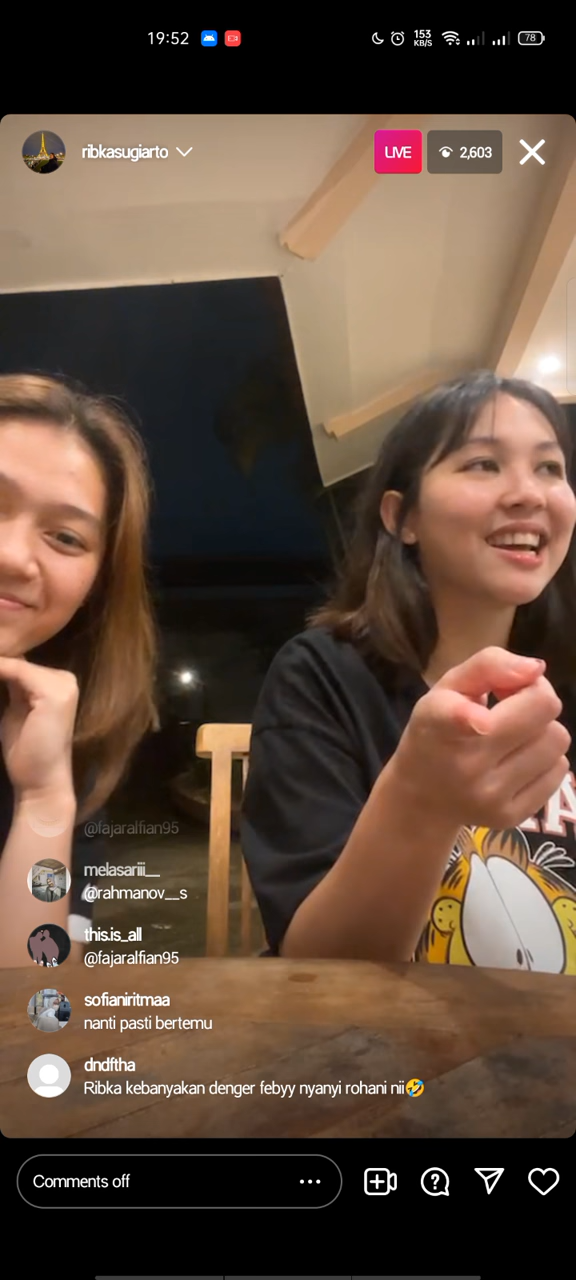 19:52
153
KB/S
78
ribkasugiarto
LIVE
2,603
@fajaralfian95
melasariii__
@rahmanov__s
this.is_all
@fajaralfian95
sofianiritmaa
nanti pasti bertemu
dndftha
Ribka kebanyakan denger febyy nyanyi rohani nii🤣
Comments off